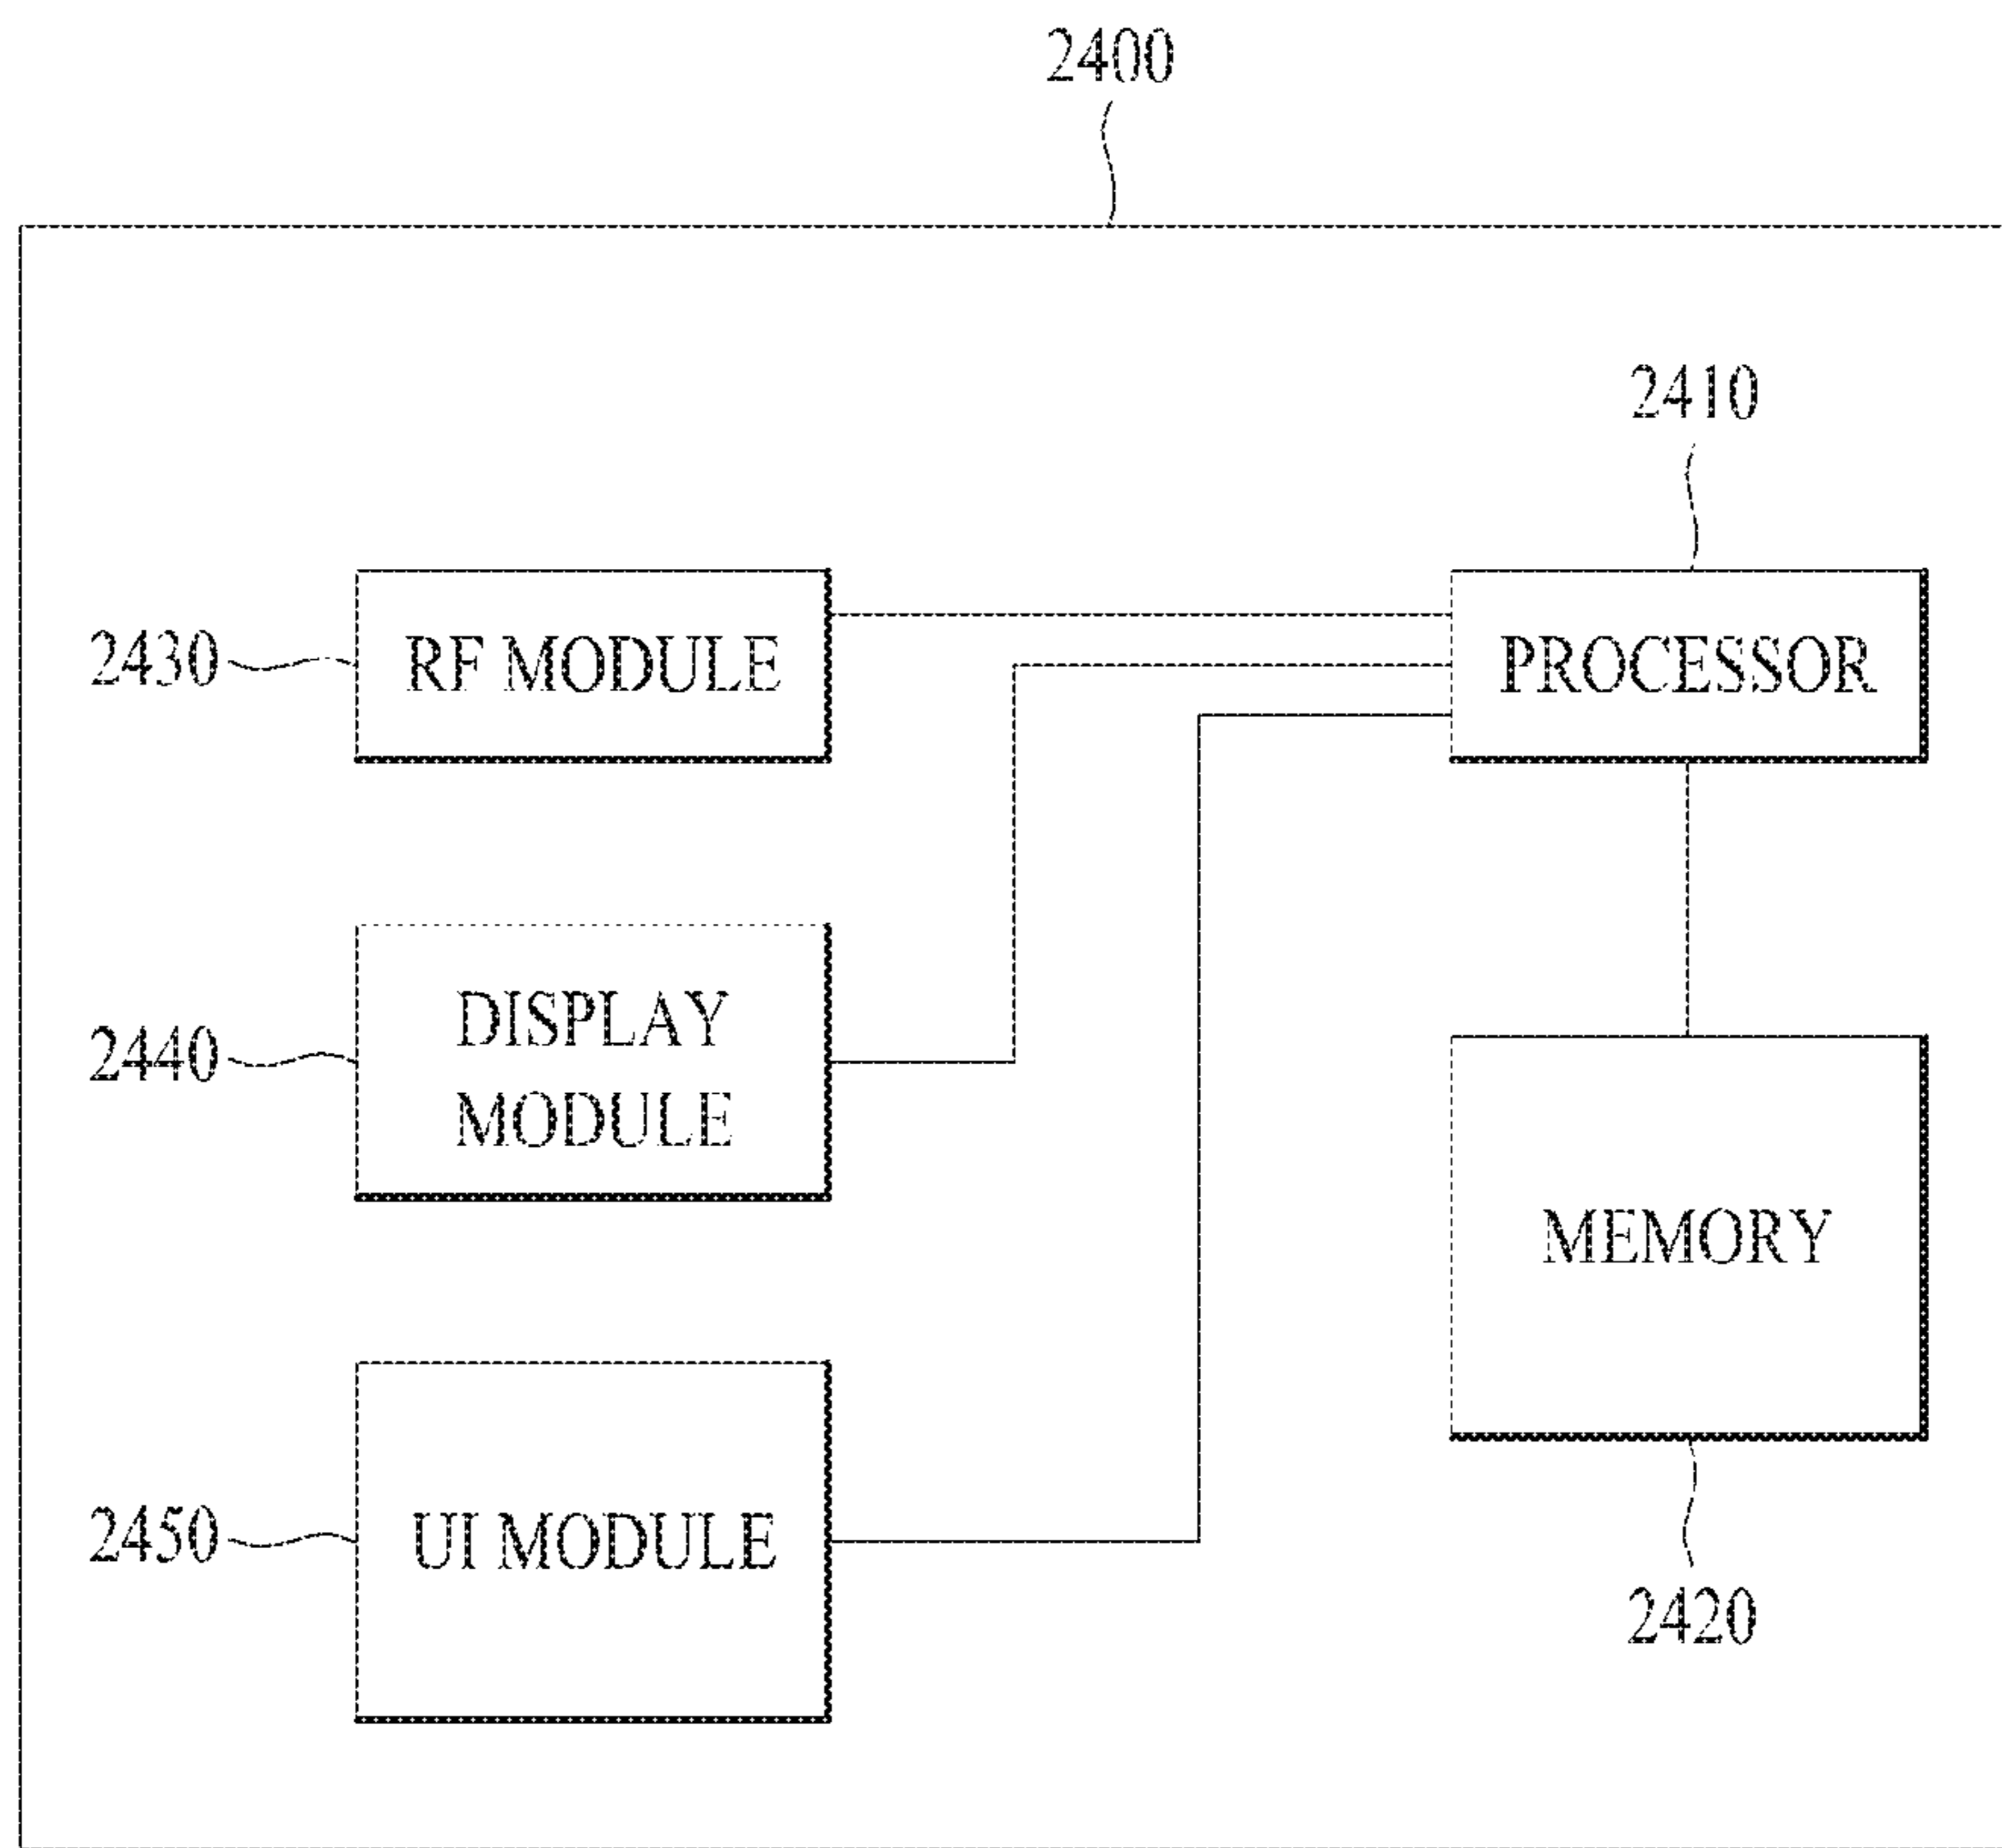 2400
2410
2430
RF MODULE
PROCESSOR
2440
DISPLAY
MODULE
MEMORY
2450
UI MODULE
2420